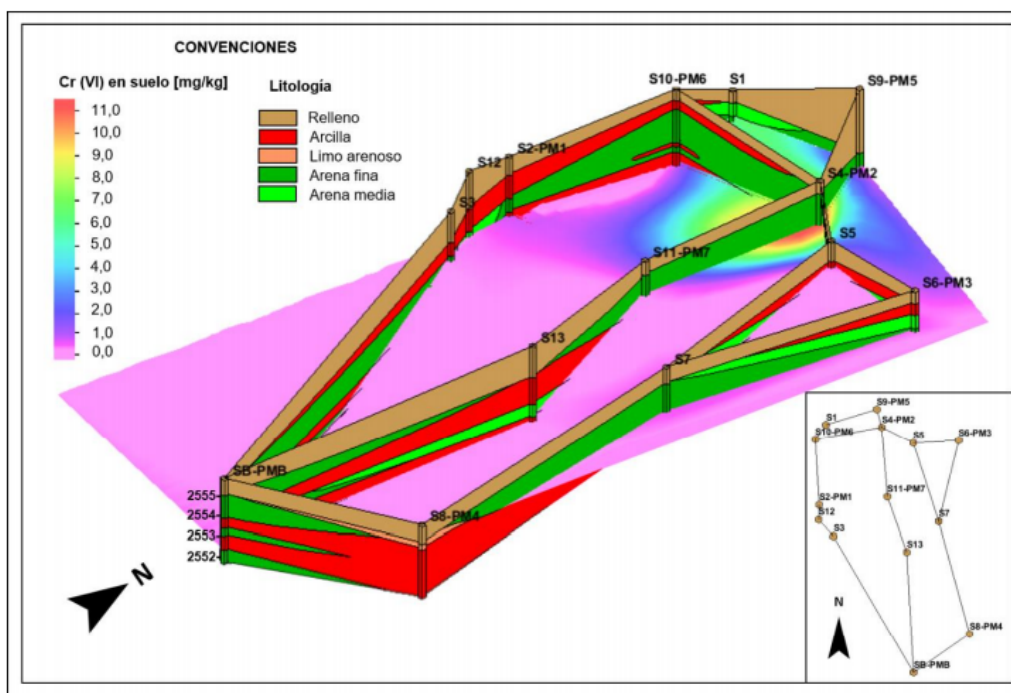 CONVENCIONES
Cr (VI) en suelo [mg/kg]
11,0
10,0
9,0
8,0
7,0
6,0
5,0
4,0
3,0
2,0
1,0
0,0
Litología
Relleno
Arcilla
Limo arenoso
Arena fina
Arena media
S10-PM6
S1
S9-PM5
S2-PM1
S12
S3
S4-PM2
S5
S11-PM7
S6-PM3
S13
S7
SB-PMB
S8-PM4
2555
2554
2553
2552
N
S9-PM5
S1
S4-PM2
S10-PM6
S5
S6-PM3
S2-PM1
S11-PM7
S12
S3
S7
S13
N
S8-PM4
SB-PMB